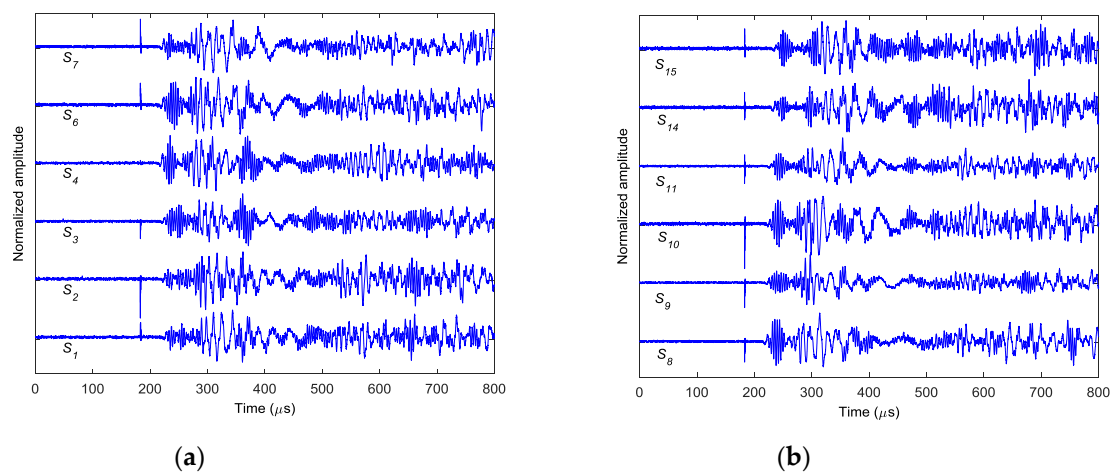 Normalized amplitude
S7
S6
S4
S3
S2
S1
0 100 200 300 400 500 600 700 800
Time (μs)
(a)
Normalized amplitude
S15
S14
S11
S10
S9
S8
0 100 200 300 400 500 600 700 800
Time (μs)
(b)